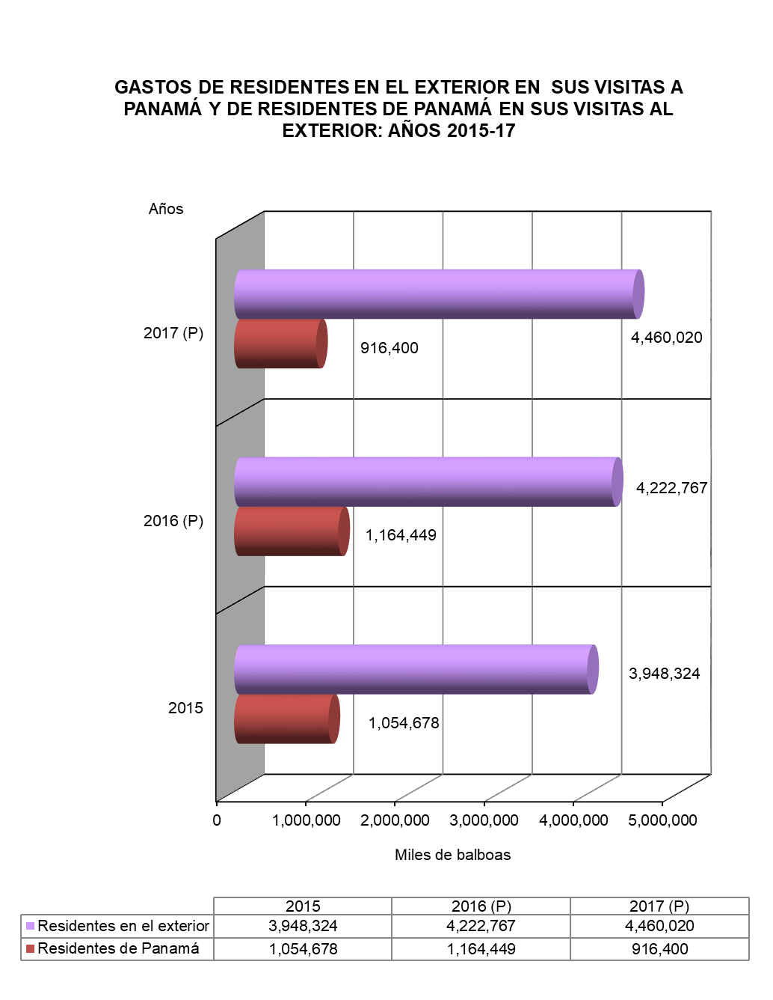 GASTOS DE RESIDENTES EN EL EXTERIOR EN SUS VISITAS A
PANAMÁ Y DE RESIDENTES DE PANAMÁ EN SUS VISITAS AL
EXTERIOR: AÑOS 2015-17
Años
2017 (P)
4,460,020
916,400
2016 (P)
4,222,767
1,164,449
2015
3,948,324
1,054,678
0 1,000,000 2,000,000 3,000,000 4,000,000 5,000,000
Miles de balboas
2015 2016 (P) 2017 (P)
Residentes en el exterior 3,948,324 4,222,767 4,460,020
Residentes de Panamá 1,054,678 1,164,449 916,400